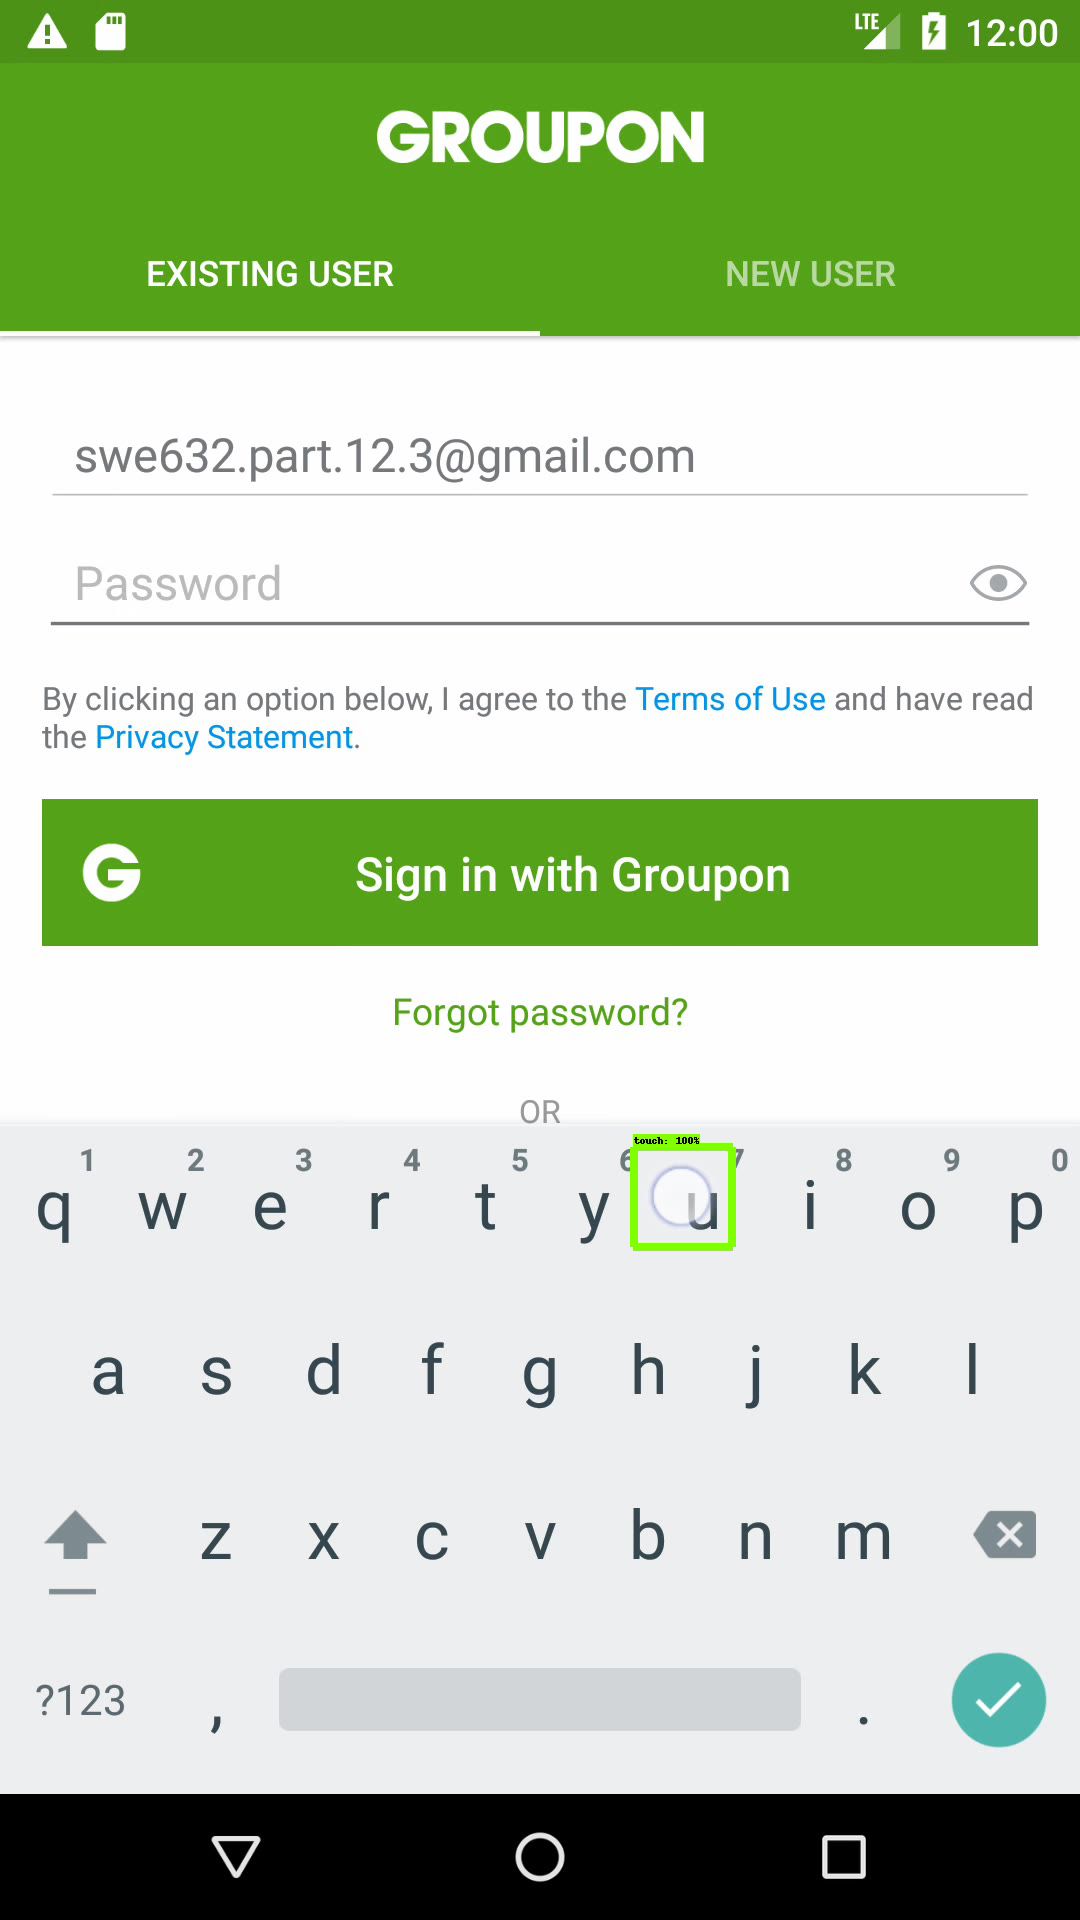 LTE 12:00
GROUPON
EXISTING USER NEW USER
swe632.part.12.3@gmail.com
Password
By clicking an option below, I agree to the Terms of Use and have read
the Privacy Statement.
G Sign in with Groupon
Forgot password?
OR
touch: 100%
1 2 3 4 5 6 7 8 9 0
q w e r t y u i o p
a s d f g h j k l
z x c v b n m
?123 , .